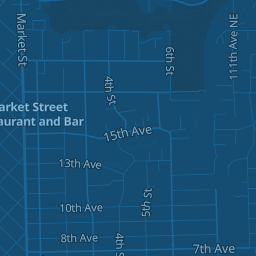 Market St
6th St
111th Ave NE
4th St
arket Street
aurant and Bar
15th Ave
13th Ave
5th St
10th Ave
8th Ave
4th S
7th Ave